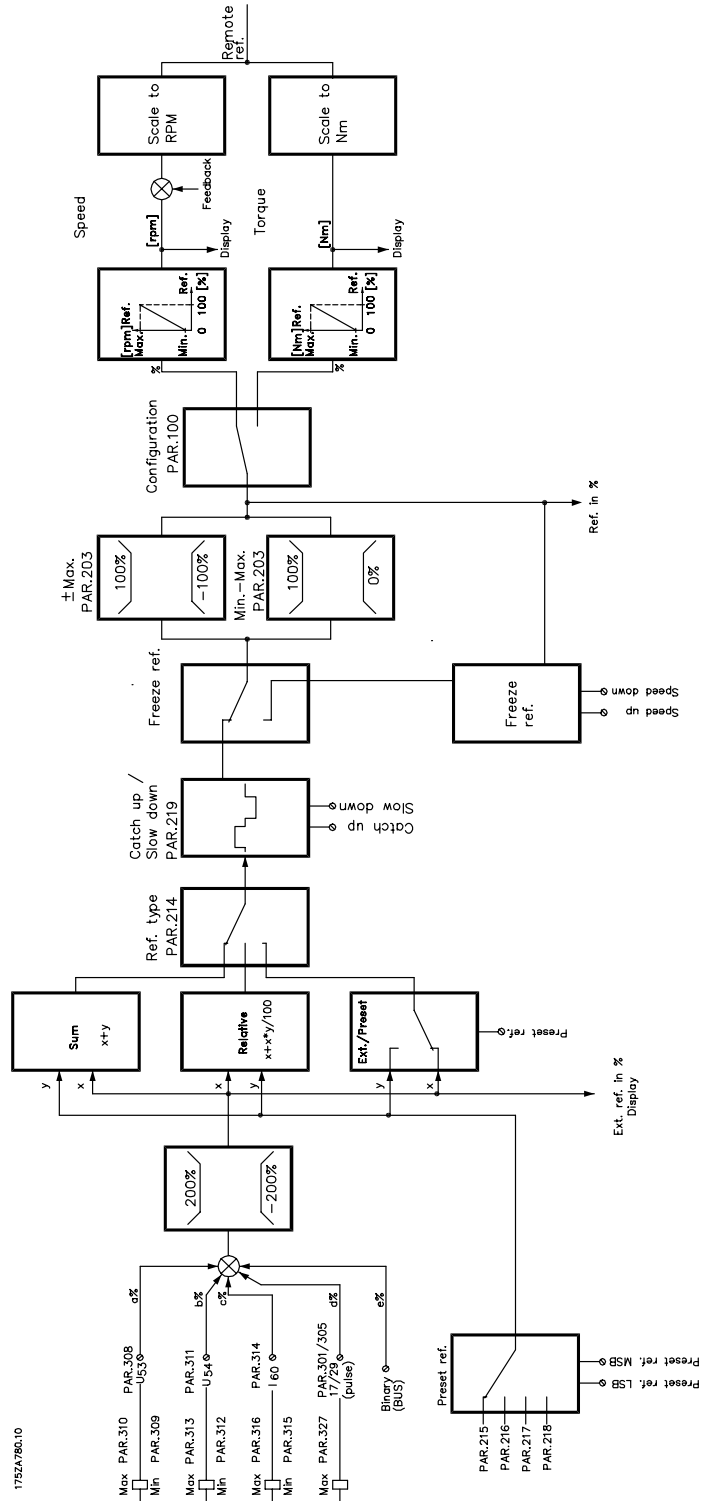 175ZA780.10
Max PAR.310
Min PAR.309
PAR.308
U53
a%
Max PAR.313
Min PAR.312
PAR.311
U54
b%
Max PAR.316
Min PAR.315
PAR.314
I 60
c%
Max PAR.327
PAR.301/305
17/29
(pulse)
d%
Binary
(BUS)
e%
Preset ref.
PAR.215
PAR.216
PAR.217
PAR.218
Preset ref. LSB
Preset ref. MSB
200%
-200%
y
x
Sum
x+y
x
y
Relative
x+x*y/100
y
x
Ext./Preset
Preset ref.
Ext. ref. in %
Display
Ref. type
PAR.214
Catch up /
Slow down
PAR.219
Catch up
Slow down
Freeze ref.
Freeze
ref.
Speed up
Speed down
±Max.
PAR.203
100%
-100%
Min.-Max.
PAR.203
100%
0%
Ref. in %
Configuration
PAR.100
%
[rpm]Ref.
Max.
Min.
Ref.
0 100 [%]
[rpm]
Display
Speed
Feedback
Scale to
RPM
%
[Nm]Ref.
Max.
Min.
Ref.
0 100 [%]
[Nm]
Display
Torque
Scale to
Nm
Remote
ref.